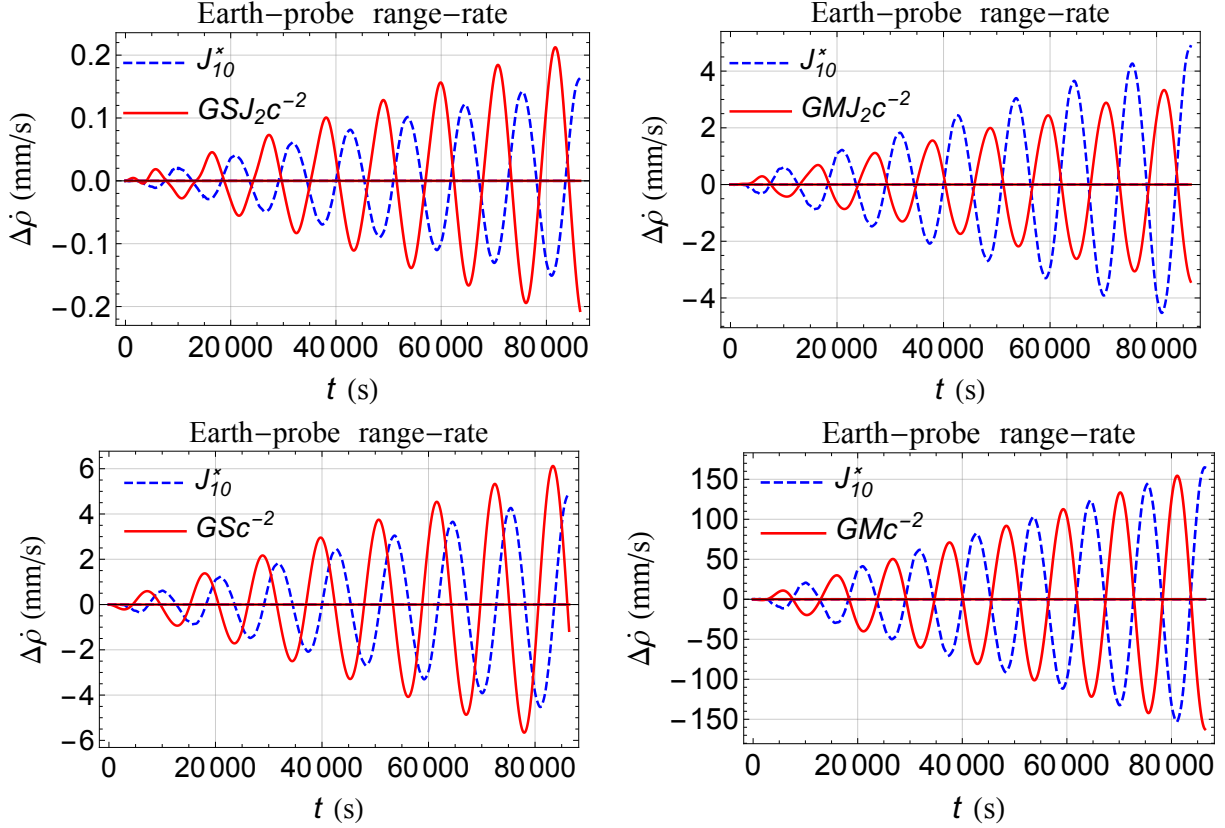 Earth−probe range−rate
J*10
GSJ2c−2
0.2
0.1
0.0
−0.1
−0.2
Δρ̇ (mm/s)
0 20 000 40 000 60 000 80 000
t (s)
Earth−probe range−rate
J*10
GMJ2c−2
4
2
0
−2
−4
Δρ̇ (mm/s)
0 20 000 40 000 60 000 80 000
t (s)
Earth−probe range−rate
J*10
GSc−2
6
4
2
0
−2
−4
−6
Δρ̇ (mm/s)
0 20 000 40 000 60 000 80 000
t (s)
Earth−probe range−rate
J*10
GMc−2
150
100
50
0
−50
−100
−150
Δρ̇ (mm/s)
0 20 000 40 000 60 000 80 000
t (s)